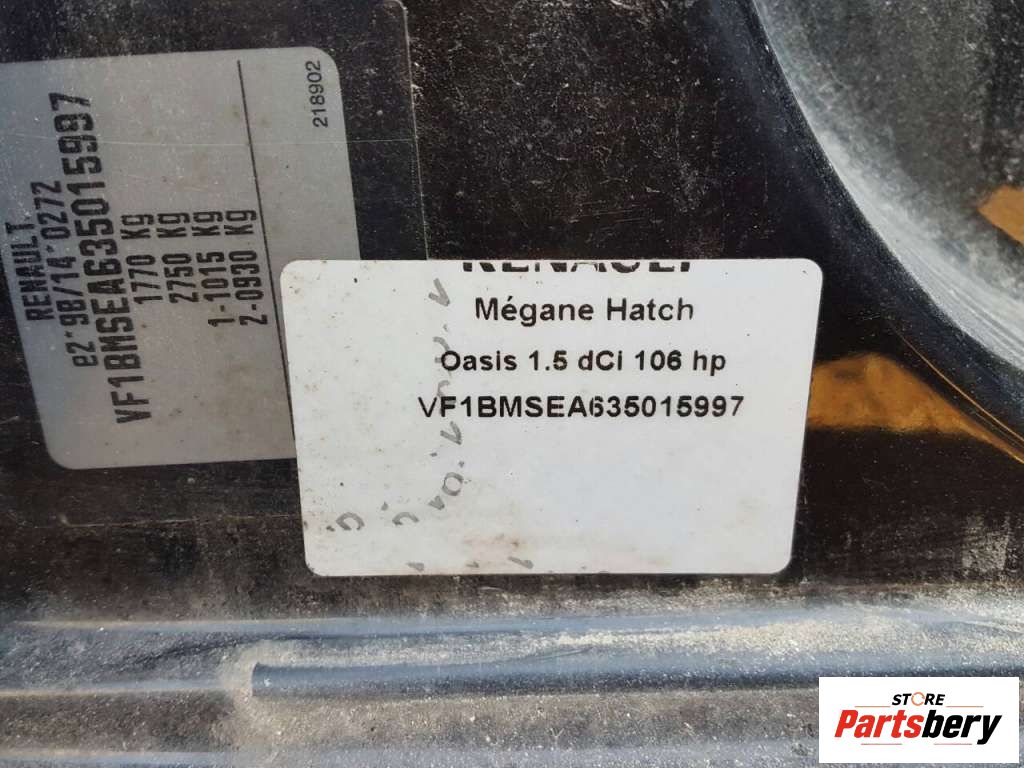 RENAULT
e2*98/14*0272
VF1BMSEA635015997
1770 Kg
2750 Kg
1-1015 Kg
2-0930 Kg
218902
RENAULT
Mégane Hatch
Oasis 1.5 dCi 106 hp
VF1BMSEA635015997
STORE
Partsbery